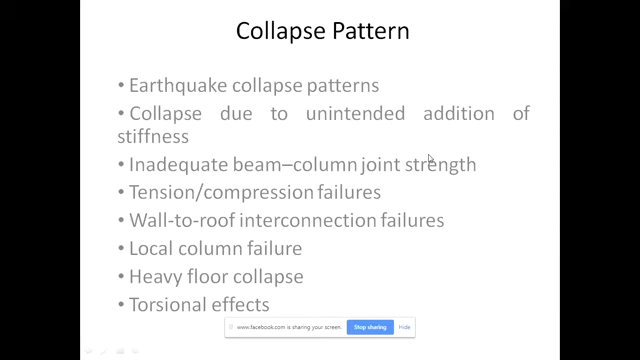 Collapse Pattern
• Earthquake collapse patterns
• Collapse due to unintended addition of
stiffness
• Inadequate beam–column joint strength
• Tension/compression failures
• Wall-to-roof interconnection failures
• Local column failure
• Heavy floor collapse
• Torsional effects
www.facebook.com is sharing your screen. Stop sharing Hide